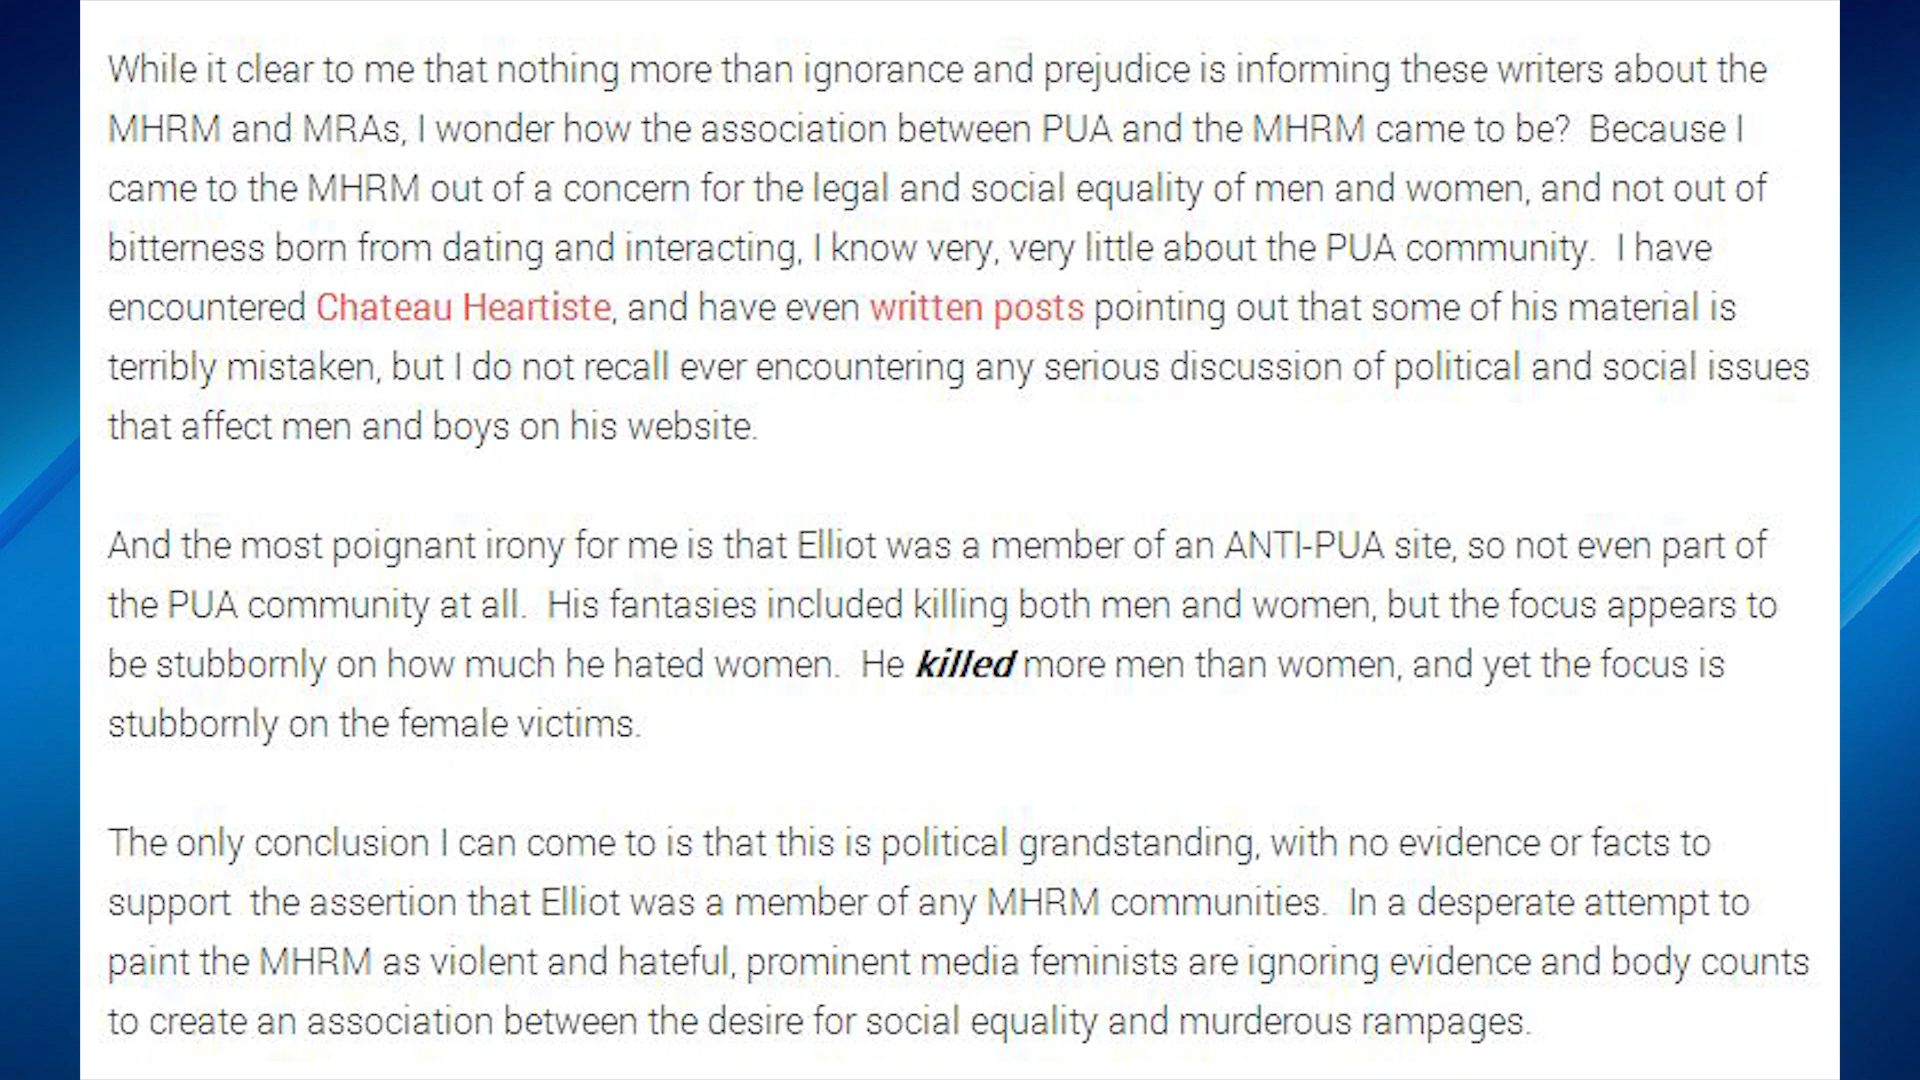 While it clear to me that nothing more than ignorance and prejudice is informing these writers about the
MHRM and MRAs, I wonder how the association between PUA and the MHRM came to be?  Because I
came to the MHRM out of a concern for the legal and social equality of men and women, and not out of
bitterness born from dating and interacting, I know very, very little about the PUA community.  I have
encountered Chateau Heartiste, and have even written posts pointing out that some of his material is
terribly mistaken, but I do not recall ever encountering any serious discussion of political and social issues
that affect men and boys on his website.
And the most poignant irony for me is that Elliot was a member of an ANTI-PUA site, so not even part of
the PUA community at all.  His fantasies included killing both men and women, but the focus appears to
be stubbornly on how much he hated women.  He killed more men than women, and yet the focus is
stubbornly on the female victims.
The only conclusion I can come to is that this is political grandstanding, with no evidence or facts to
support  the assertion that Elliot was a member of any MHRM communities.  In a desperate attempt to
paint the MHRM as violent and hateful, prominent media feminists are ignoring evidence and body counts
to create an association between the desire for social equality and murderous rampages.